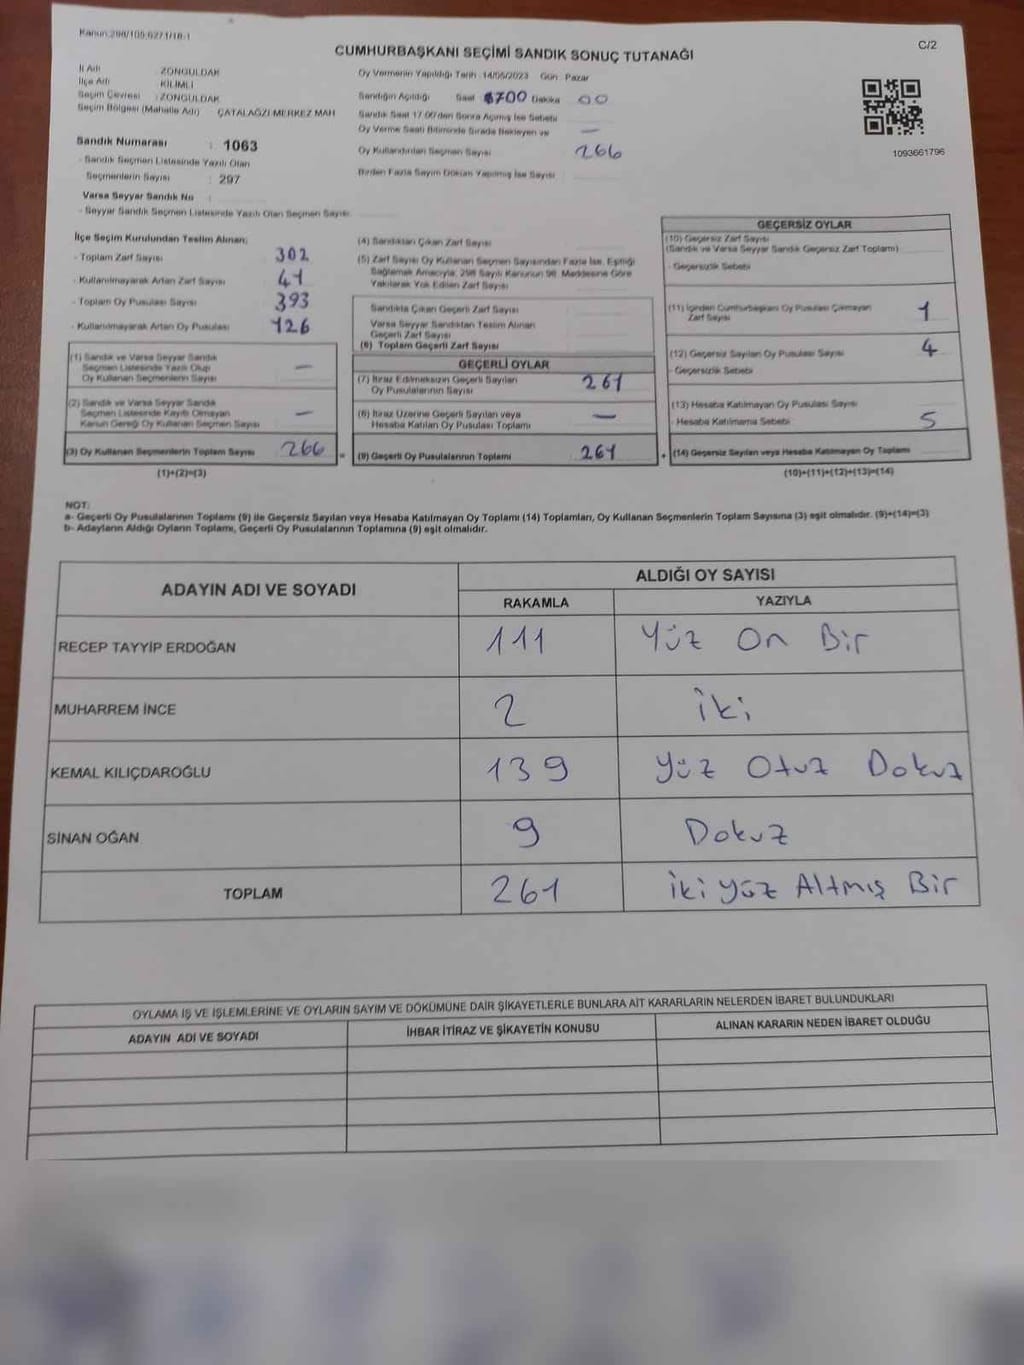 Kanun:298/105,6271/18-1
C/2
CUMHURBAŞKANI SEÇİMİ SANDIK SONUÇ TUTANAĞI
İl Adı : ZONGULDAK
İlçe Adı : KİLİMLİ
Seçim Çevresi : ZONGULDAK
Seçim Bölgesi (Mahalle Adı) : ÇATALAĞZI MERKEZ MAH
Sandık Numarası : 1063
- Sandık Seçmen Listesinde Yazılı Olan
Seçmenlerin Sayısı : 297
Varsa Seyyar Sandık No :
- Seyyar Sandık Seçmen Listesinde Yazılı Olan Seçmen Sayısı:
Oy Vermenin Yapıldığı Tarih : 14/05/2023 Gün : Pazar
Sandığın Açıldığı Saat 1700 Dakika 00
Sandık Saat 17.00'den Sonra Açılmış İse Sebebi
Oy Verme Saati Bitiminde Sırada Bekleyen ve —
Oy Kullandırılan Seçmen Sayısı 266
Birden Fazla Sayım Döküm Yapılmış İse Sayısı
1093661796
İlçe Seçim Kurulundan Teslim Alınan;
- Toplam Zarf Sayısı 302
- Kullanılmayarak Artan Zarf Sayısı 41
- Toplam Oy Pusulası Sayısı 393
- Kullanılmayarak Artan Oy Pusulası 126
(1) Sandık ve Varsa Seyyar Sandık
Seçmen Listesinde Yazılı Olup
Oy Kullanan Seçmenlerin Sayısı —
(2) Sandık ve Varsa Seyyar Sandık
Seçmen Listesinde Kayıtlı Olmayan
Kanun Gereği Oy Kullanan Seçmen Sayısı —
(3) Oy Kullanan Seçmenlerin Toplam Sayısı 266
(1)+(2)=(3)
(4) Sandıktan Çıkan Zarf Sayısı
(5) Zarf Sayısı Oy Kullanan Seçmen Sayısından Fazla İse, Eşitliği
Sağlamak Amacıyla, 298 Sayılı Kanunun 98. Maddesine Göre
Yakılarak Yok Edilen Zarf Sayısı
Sandıkta Çıkan Geçerli Zarf Sayısı
Varsa Seyyar Sandıktan Teslim Alınan
Geçerli Zarf Sayısı
(6) Toplam Geçerli Zarf Sayısı
GEÇERLİ OYLAR
(7) İtiraz Edilmeksizin Geçerli Sayılan
Oy Pusulalarının Sayısı 261
(8) İtiraz Üzerine Geçerli Sayılan veya
Hesaba Katılan Oy Pusulası Toplamı —
= (9) Geçerli Oy Pusulalarının Toplamı 261
GEÇERSİZ OYLAR
(10) Geçersiz Zarf Sayısı
(Sandık ve Varsa Seyyar Sandık Geçersiz Zarf Toplamı)
- Geçersizlik Sebebi
(11) İçinden Cumhurbaşkanı Oy Pusulası Çıkmayan
Zarf Sayısı 1
(12) Geçersiz Sayılan Oy Pusulası Sayısı 4
- Geçersizlik Sebebi
(13) Hesaba Katılmayan Oy Pusulası Sayısı
- Hesaba Katılmama Sebebi 5
+ (14) Geçersiz Sayılan veya Hesaba Katılmayan Oy Toplamı
(10)+(11)+(12)+(13)=(14)
NOT:
a- Geçerli Oy Pusulalarının Toplamı (9) ile Geçersiz Sayılan veya Hesaba Katılmayan Oy Toplamı (14) Toplamları, Oy Kullanan Seçmenlerin Toplam Sayısına (3) eşit olmalıdır. (9)+(14)=(3)
b- Adayların Aldığı Oyların Toplamı, Geçerli Oy Pusulalarının Toplamına (9) eşit olmalıdır.
ADAYIN ADI VE SOYADI ALDIĞI OY SAYISI
RAKAMLA YAZIYLA
RECEP TAYYİP ERDOĞAN 111 Yüz On Bir
MUHARREM İNCE 2 İki
KEMAL KILIÇDAROĞLU 139 Yüz Otuz Dokuz
SİNAN OĞAN 9 Dokuz
TOPLAM 261 İki yüz Altmış Bir
OYLAMA İŞ VE İŞLEMLERİNE VE OYLARIN SAYIM VE DÖKÜMÜNE DAİR ŞİKAYETLERLE BUNLARA AİT KARARLARIN NELERDEN İBARET BULUNDUKLARI
ADAYIN ADI VE SOYADI İHBAR İTİRAZ VE ŞİKAYETİN KONUSU ALINAN KARARIN NEDEN İBARET OLDUĞU